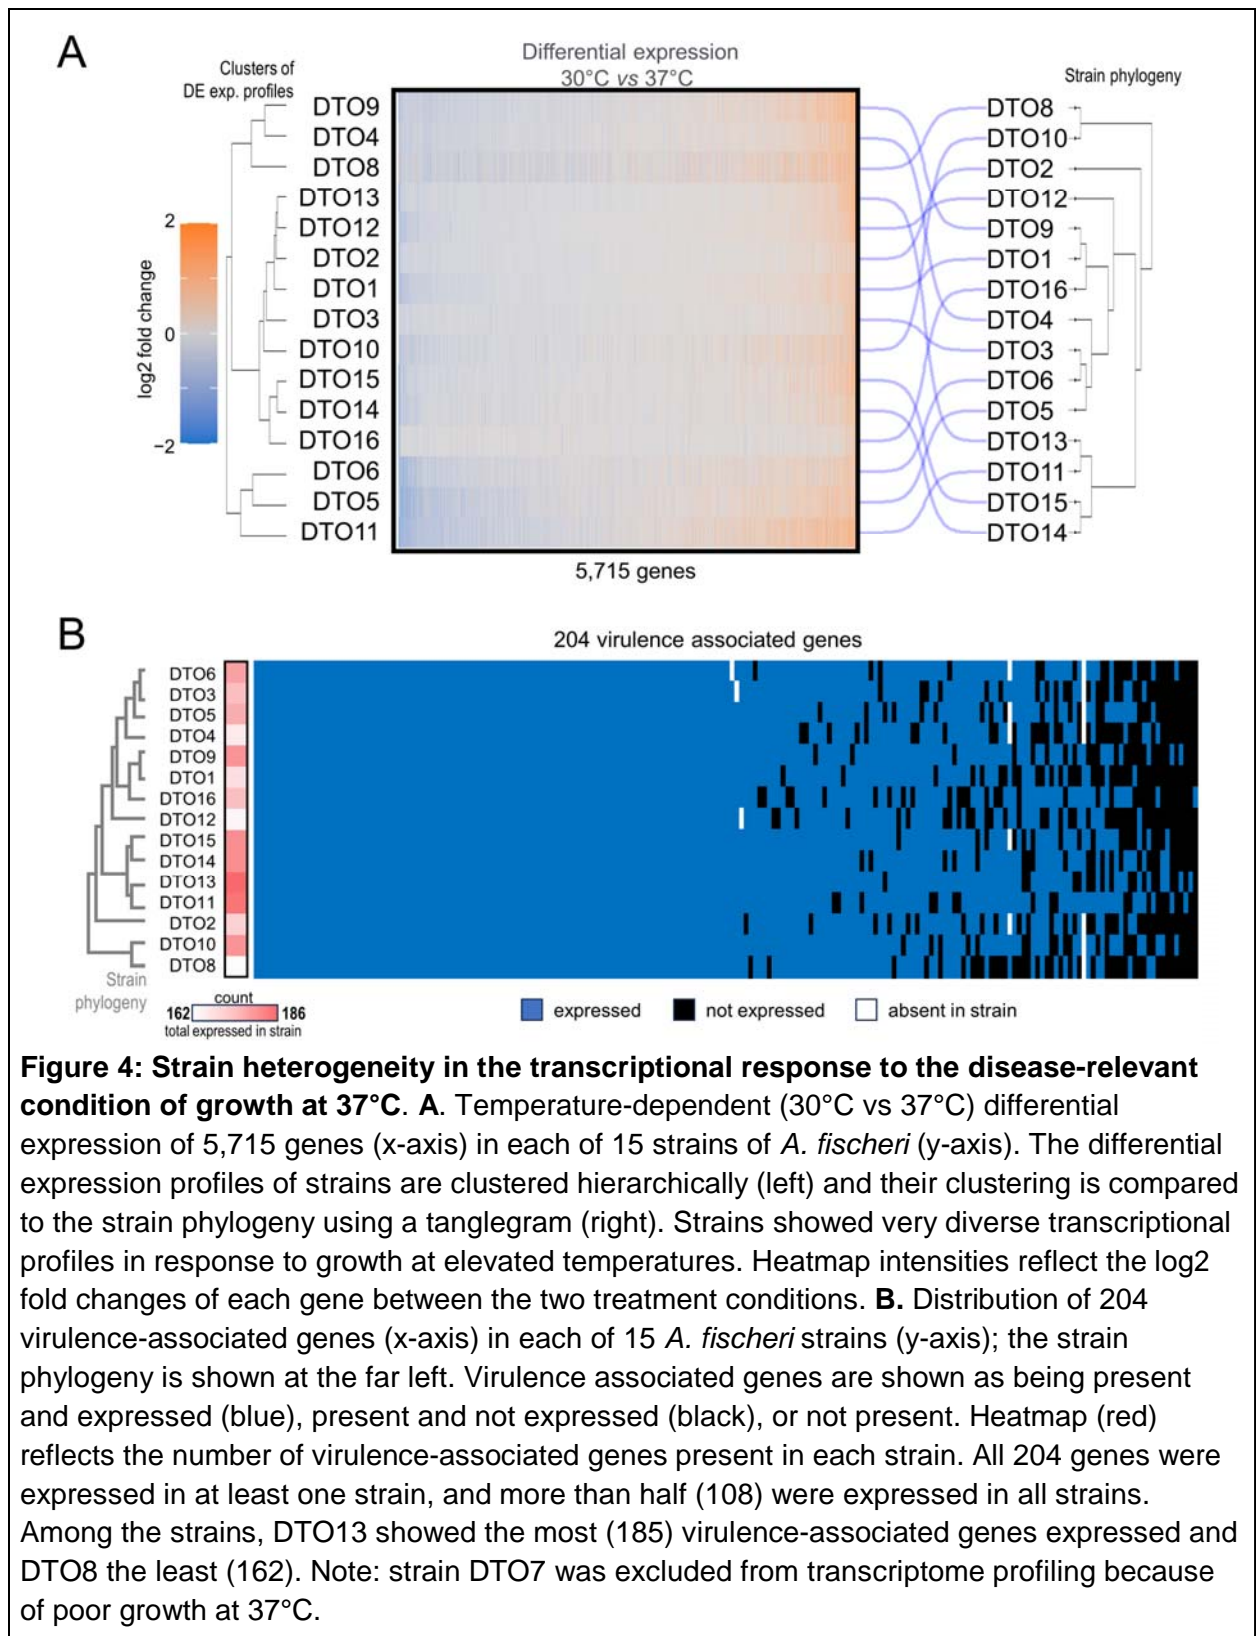 A
Differential expression
30°C vs 37°C
Clusters of
DE exp. profiles
Strain phylogeny
DTO9
DTO4
DTO8
DTO13
DTO12
DTO2
DTO1
DTO3
DTO10
DTO15
DTO14
DTO16
DTO6
DTO5
DTO11
2
0
−2
log2 fold change
DTO8
DTO10
DTO2
DTO12
DTO9
DTO1
DTO16
DTO4
DTO3
DTO6
DTO5
DTO13
DTO11
DTO15
DTO14
5,715 genes
B
204 virulence associated genes
DTO6
DTO3
DTO5
DTO4
DTO9
DTO1
DTO16
DTO12
DTO15
DTO14
DTO13
DTO11
DTO2
DTO10
DTO8
Strain
phylogeny
count
162 186
total expressed in strain
expressed not expressed absent in strain
Figure 4: Strain heterogeneity in the transcriptional response to the disease-relevant
condition of growth at 37°C. A. Temperature-dependent (30°C vs 37°C) differential
expression of 5,715 genes (x-axis) in each of 15 strains of A. fischeri (y-axis). The differential
expression profiles of strains are clustered hierarchically (left) and their clustering is compared
to the strain phylogeny using a tanglegram (right). Strains showed very diverse transcriptional
profiles in response to growth at elevated temperatures. Heatmap intensities reflect the log2
fold changes of each gene between the two treatment conditions. B. Distribution of 204
virulence-associated genes (x-axis) in each of 15 A. fischeri strains (y-axis); the strain
phylogeny is shown at the far left. Virulence associated genes are shown as being present
and expressed (blue), present and not expressed (black), or not present. Heatmap (red)
reflects the number of virulence-associated genes present in each strain. All 204 genes were
expressed in at least one strain, and more than half (108) were expressed in all strains.
Among the strains, DTO13 showed the most (185) virulence-associated genes expressed and
DTO8 the least (162). Note: strain DTO7 was excluded from transcriptome profiling because
of poor growth at 37°C.